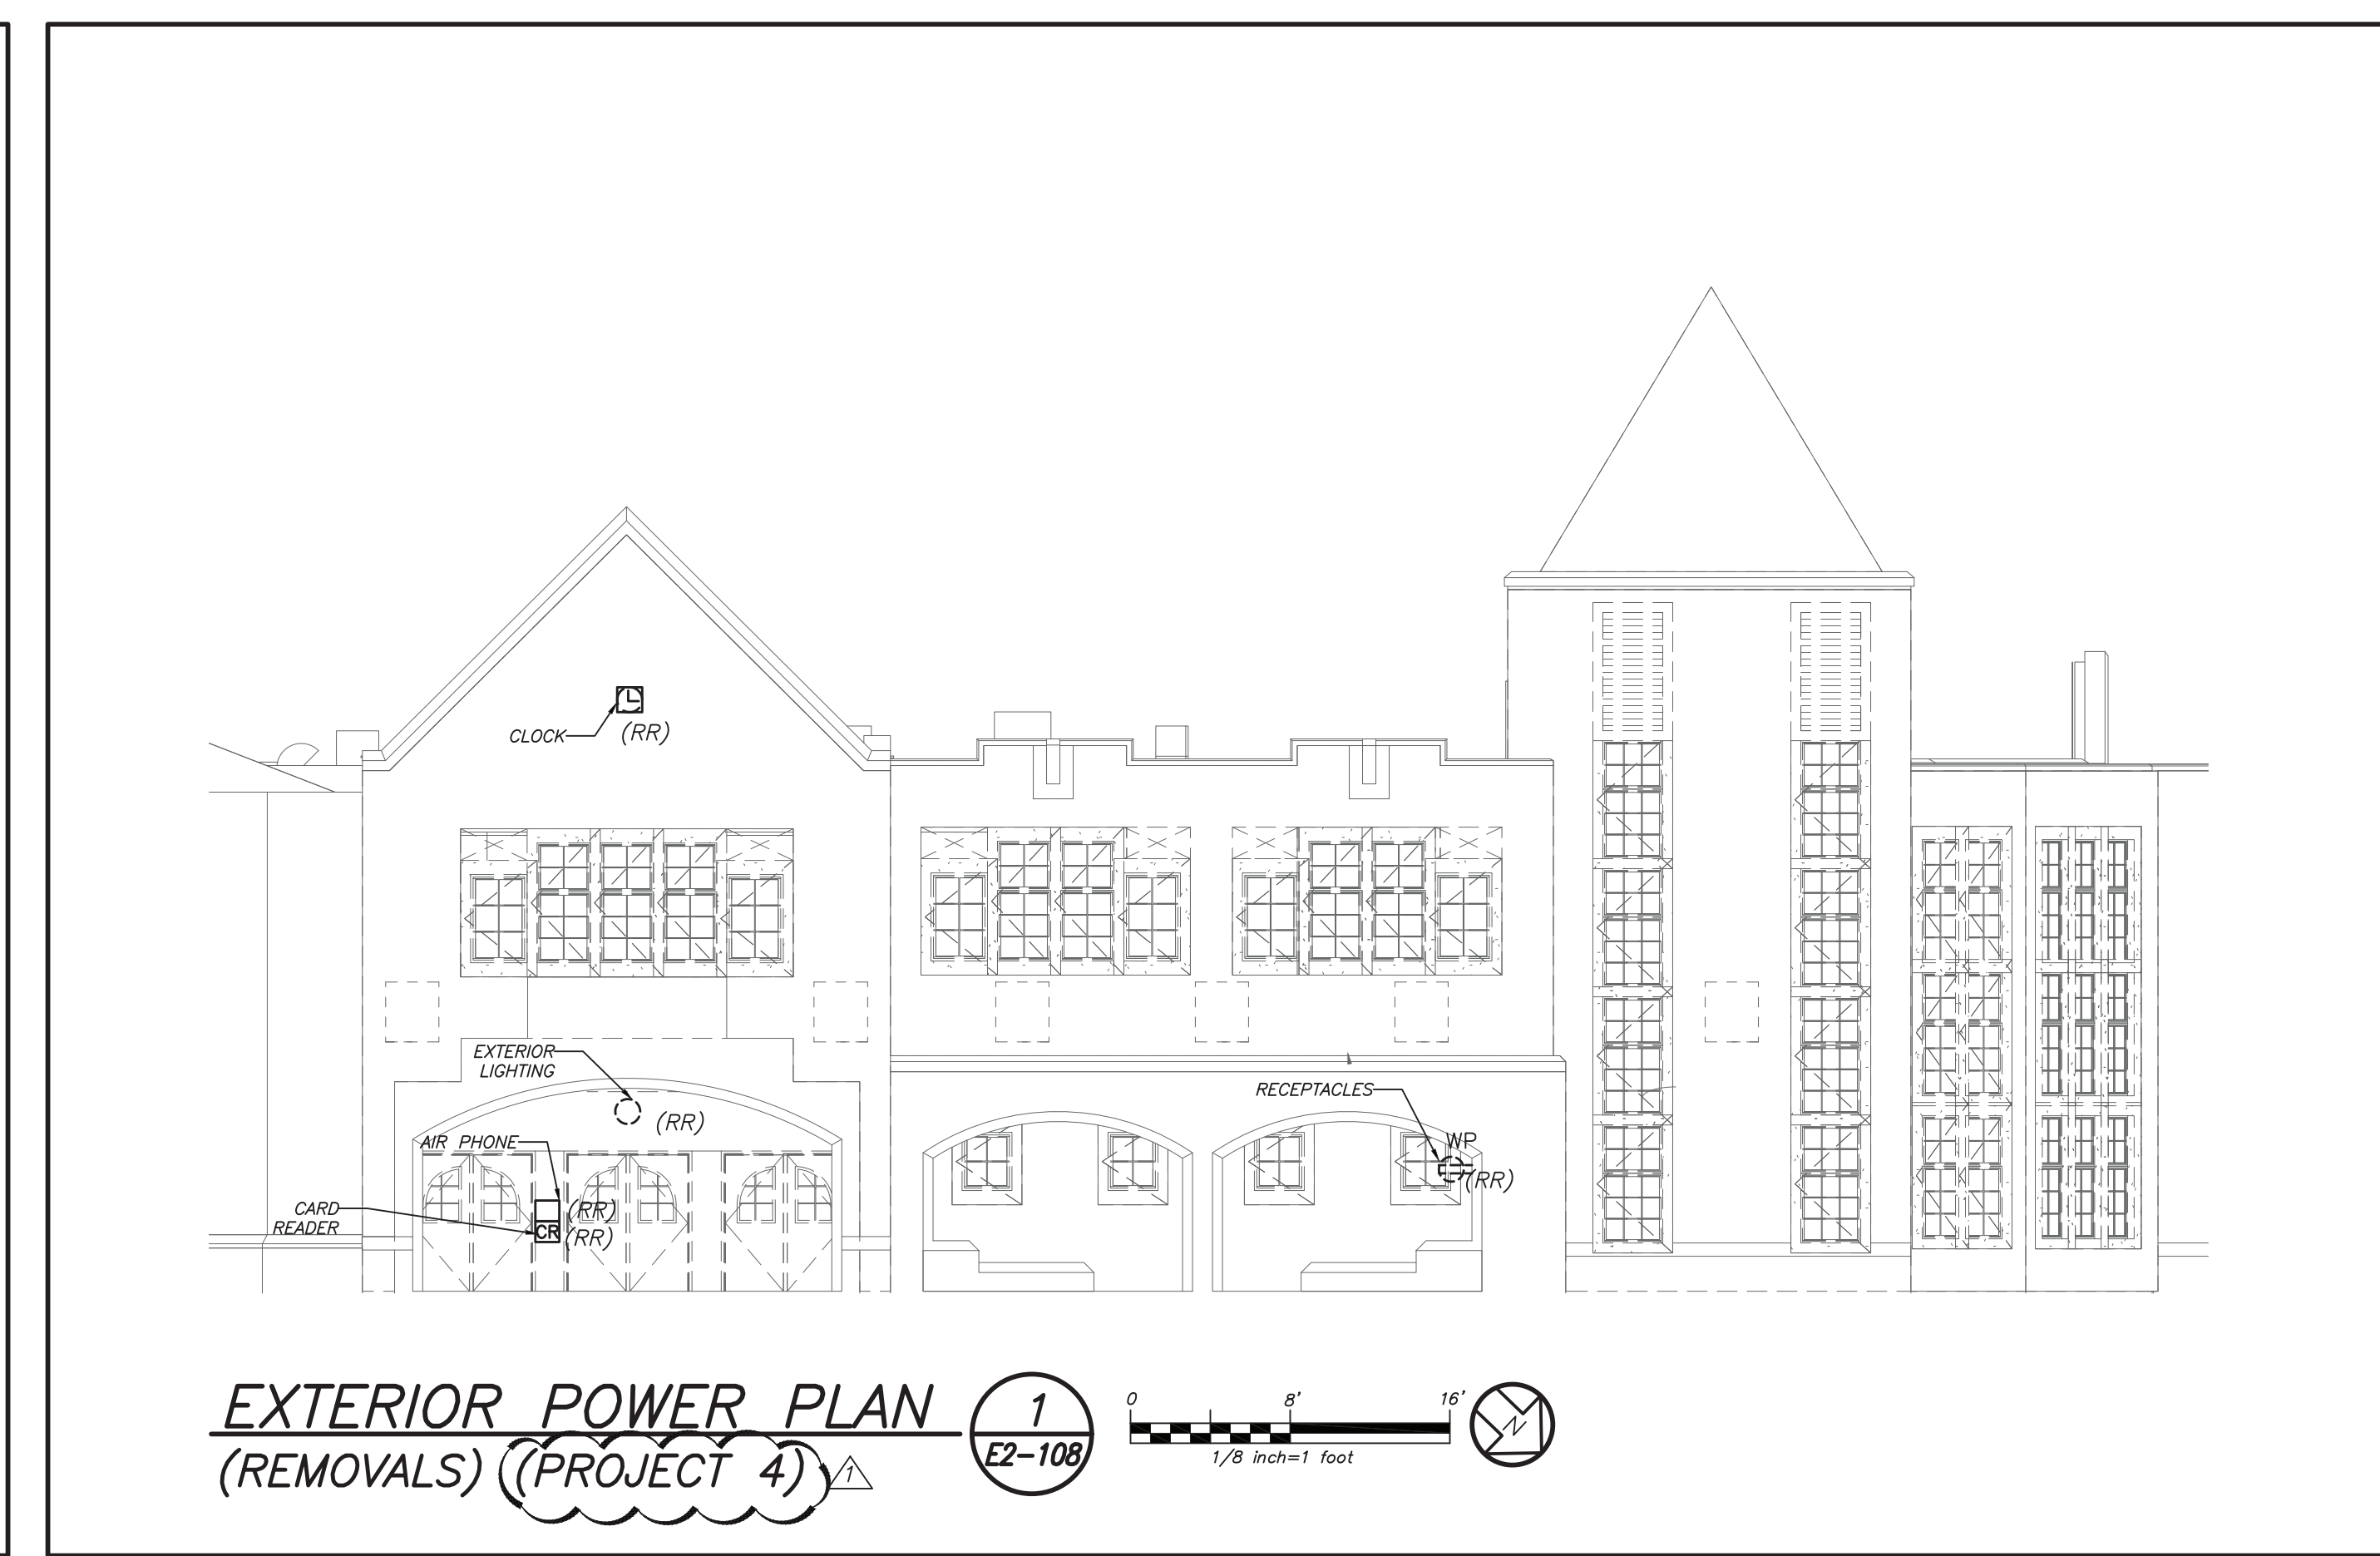 CLOCK
(RR)
EXTERIOR
LIGHTING
(RR)
RECEPTACLES
AIR PHONE
WP
(RR)
CARD
READER
(RR)
CR
(RR)
EXTERIOR POWER PLAN
(REMOVALS) (PROJECT 4)
1
1
E2-108
0 8' 16'
1/8 inch=1 foot
N